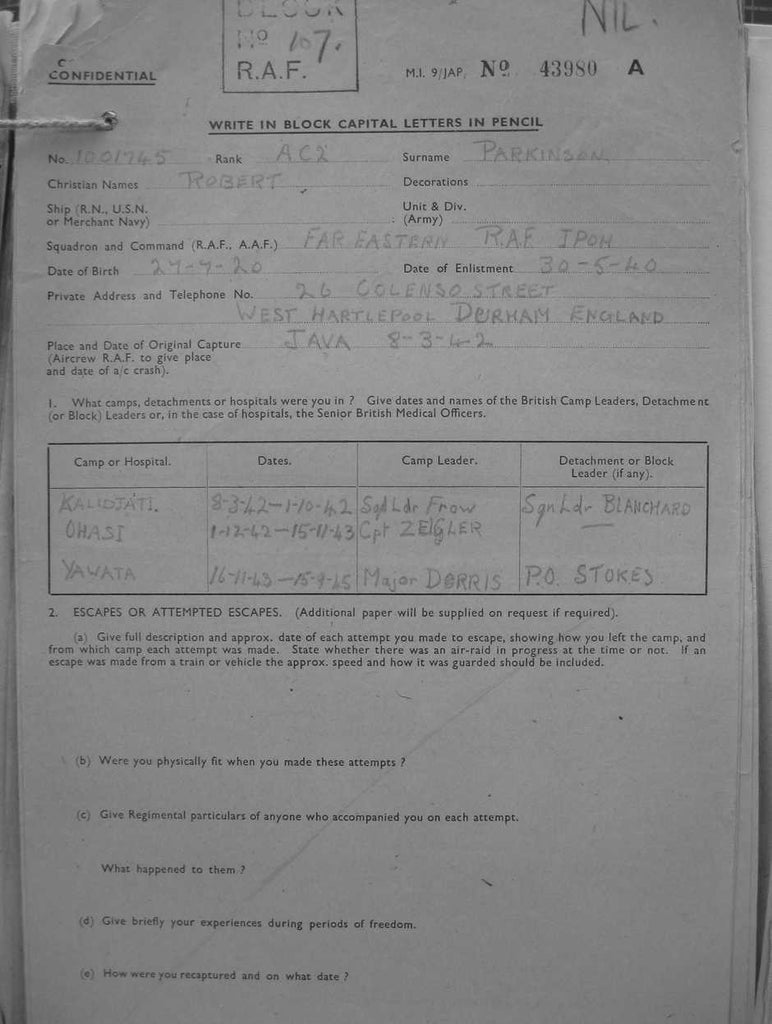 BLOCK
NIL.
Nº 107.
R.A.F.
CONFIDENTIAL
M.I. 9/JAP. Nº 43980 A
WRITE IN BLOCK CAPITAL LETTERS IN PENCIL
No. 1001745 Rank AC2 Surname PARKINSON
Christian Names ROBERT Decorations
Ship (R.N., U.S.N. or Merchant Navy) : Unit & Div. (Army)
Squadron and Command (R.A.F., A.A.F.) FAR EASTERN R.A.F IPOH
Date of Birth 27-7-20 Date of Enlistment 30-5-40
Private Address and Telephone No. 26 COLENSO STREET
WEST HARTLEPOOL DURHAM ENGLAND
Place and Date of Original Capture JAVA 8-3-42
(Aircrew R.A.F. to give place
and date of a/c crash).
1. What camps, detachments or hospitals were you in ? Give dates and names of the British Camp Leaders, Detachment
(or Block) Leaders or, in the case of hospitals, the Senior British Medical Officers.
Camp or Hospital. Dates. Camp Leader. Detachment or Block Leader (if any).
KALIDJATI. 8-3-42-1-10-42 Sqd Ldr Frow Sqn Ldr BLANCHARD
OHASI 1-12-42-15-11-43 Cpt ZEIGLER —
YAWATA 16-11-43-15-9-45 Major DORRIS P.O. STOKES
2. ESCAPES OR ATTEMPTED ESCAPES. (Additional paper will be supplied on request if required).
(a) Give full description and approx. date of each attempt you made to escape, showing how you left the camp, and
from which camp each attempt was made. State whether there was an air-raid in progress at the time or not. If an
escape was made from a train or vehicle the approx. speed and how it was guarded should be included.
(b) Were you physically fit when you made these attempts ?
(c) Give Regimental particulars of anyone who accompanied you on each attempt.
What happened to them ?
(d) Give briefly your experiences during periods of freedom.
(e) How were you recaptured and on what date ?